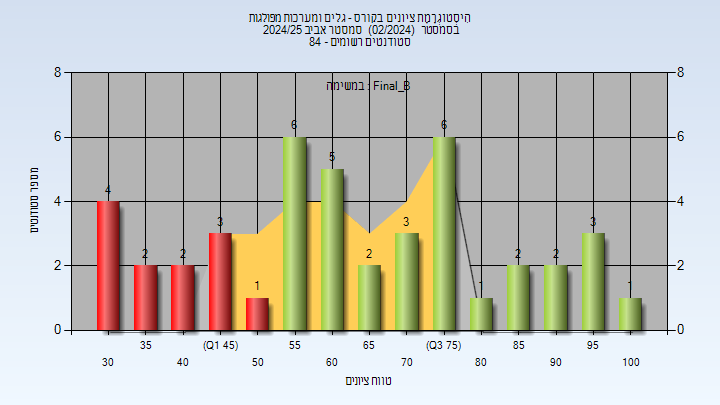 היסטוגרמת ציונים בקורס - גלים ומערכות מפולגות
בסמסטר (02/2024) סמסטר אביב 2024/25
סטודנטים רשומים - 84
במשימה : Final_B
מספר סטודנטים
8 8
6 6
4 4
2 2
0 0
4 2 2 3 1 6 5 2 3 6 1 2 2 3 1
35 (Q1 45) 55 65 (Q3 75) 85 95
30 40 50 60 70 80 90 100
טווח ציונים